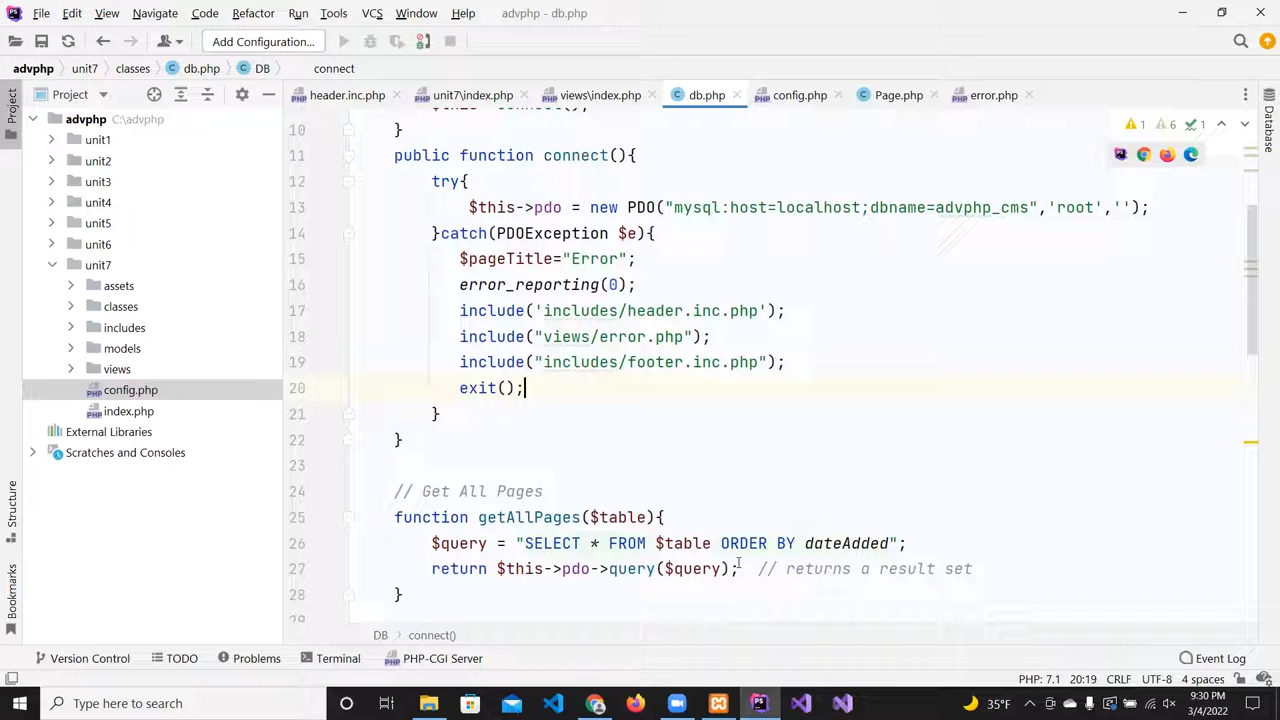 File Edit View Navigate Code Refactor Run Tools VCS Window Help advphp - db.php
Add Configuration...
advphp unit7 classes db.php DB connect
Project
Project
header.inc.php unit7\index.php views\index.php db.php config.php Page.php error.php
Database
advphp C:\advphp
unit1
unit2
unit3
unit4
unit5
unit6
unit7
assets
classes
includes
models
views
config.php
index.php
External Libraries
Scratches and Consoles
Structure
Bookmarks
1 6 1
10 }
11 public function connect(){
12 try{
13 $this->pdo = new PDO("mysql:host=localhost;dbname=advphp_cms",'root','');
14 }catch(PDOException $e){
15 $pageTitle="Error";
16 error_reporting(0);
17 include('includes/header.inc.php');
18 include("views/error.php");
19 include("includes/footer.inc.php");
20 exit();
21 }
22 }
23
24 // Get All Pages
25 function getAllPages($table){
26 $query = "SELECT * FROM $table ORDER BY dateAdded";
27 return $this->pdo->query($query); // returns a result set
28 }
29
DB connect()
Version Control TODO Problems Terminal PHP-CGI Server Event Log
PHP: 7.1 20:19 CRLF UTF-8 4 spaces
Type here to search
35°F
9:30 PM
3/4/2022